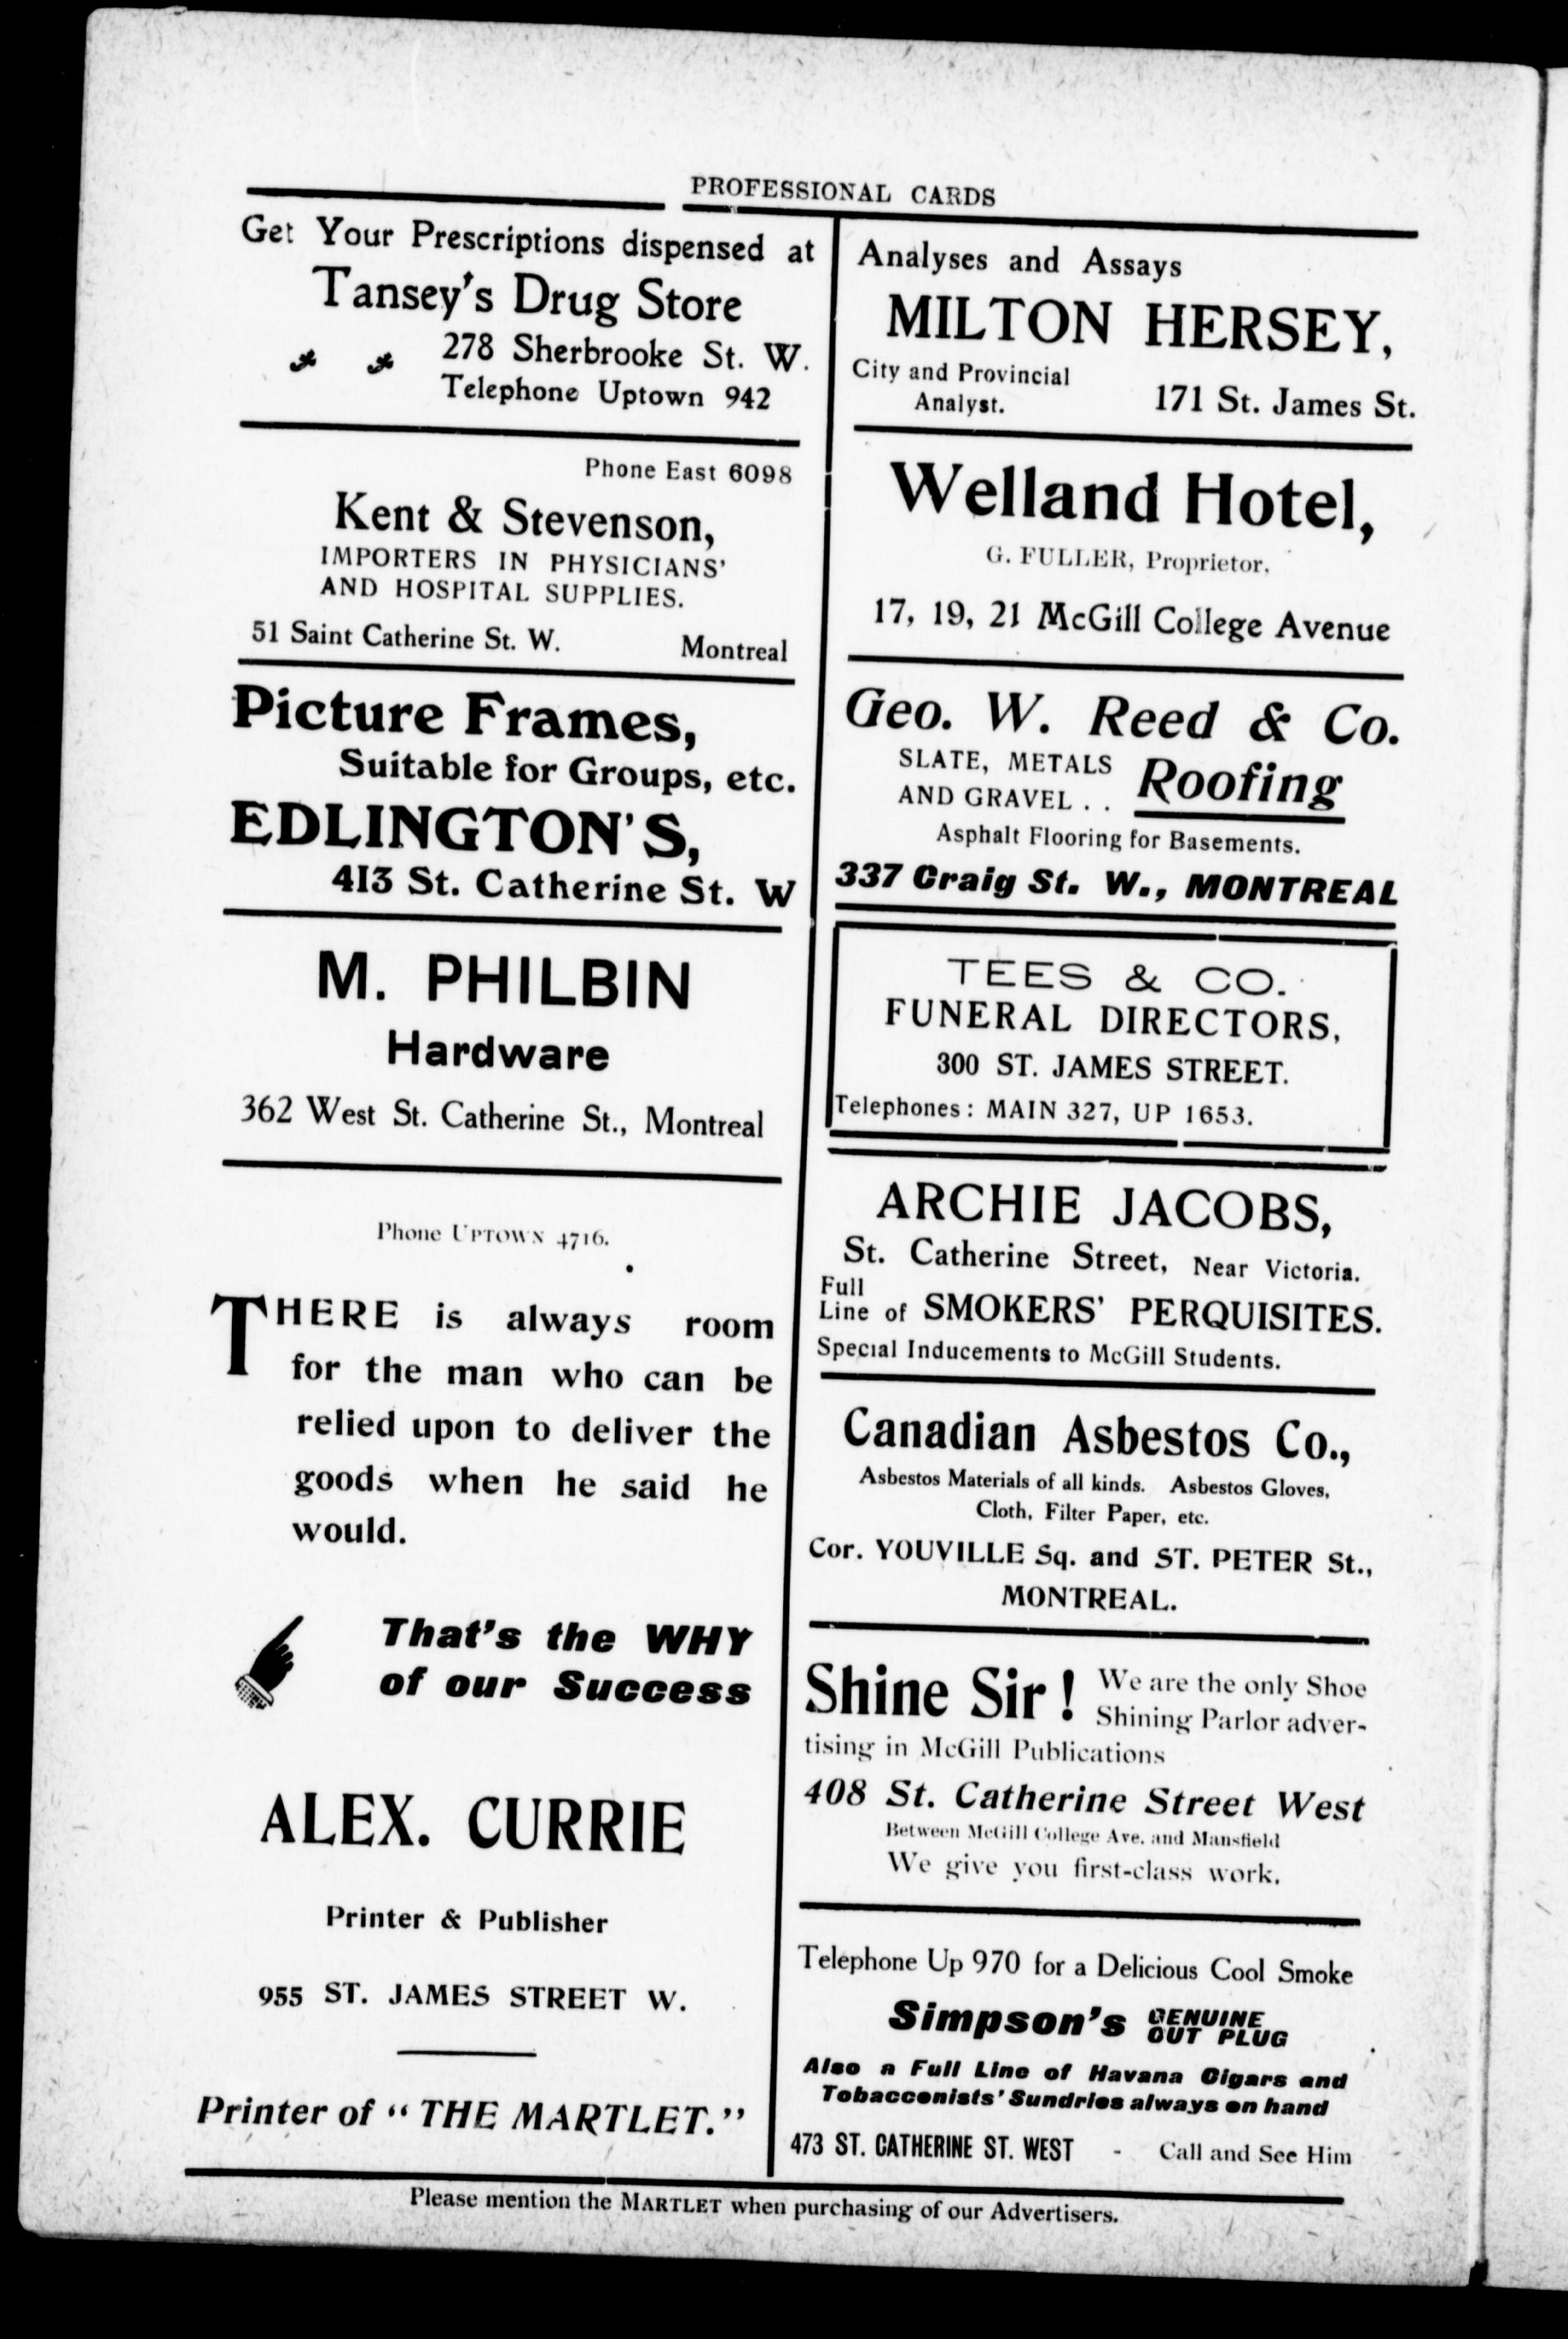 PROFESSIONAL CARDS
Get Your Prescriptions dispensed at
Tansey's Drug Store
278 Sherbrooke St. W.
Telephone Uptown 942
Phone East 6098
Kent & Stevenson,
IMPORTERS IN PHYSICIANS'
AND HOSPITAL SUPPLIES.
51 Saint Catherine St. W. Montreal
Picture Frames,
Suitable for Groups, etc.
EDLINGTON'S,
413 St. Catherine St. W
M. PHILBIN
Hardware
362 West St. Catherine St., Montreal
Phone UPTOWN 4716.
THERE is always room
for the man who can be
relied upon to deliver the
goods when he said he
would.
That's the WHY
of our Success
ALEX. CURRIE
Printer & Publisher
955 ST. JAMES STREET W.
Printer of "THE MARTLET."
Analyses and Assays
MILTON HERSEY,
City and Provincial
Analyst.
171 St. James St.
Welland Hotel,
G. FULLER, Proprietor,
17, 19, 21 McGill College Avenue
Geo. W. Reed & Co.
SLATE, METALS
AND GRAVEL . .
Roofing
Asphalt Flooring for Basements.
337 Craig St. W., MONTREAL
TEES & CO.
FUNERAL DIRECTORS,
300 ST. JAMES STREET.
Telephones: MAIN 327, UP 1653.
ARCHIE JACOBS,
St. Catherine Street, Near Victoria.
Full
Line of SMOKERS' PERQUISITES.
Special Inducements to McGill Students.
Canadian Asbestos Co.,
Asbestos Materials of all kinds. Asbestos Gloves,
Cloth, Filter Paper, etc.
Cor. YOUVILLE Sq. and ST. PETER St.,
MONTREAL.
Shine Sir! We are the only Shoe
Shining Parlor adver-
tising in McGill Publications
408 St. Catherine Street West
Between McGill College Ave. and Mansfield
We give you first-class work.
Telephone Up 970 for a Delicious Cool Smoke
Simpson's GENUINE
CUT PLUG
Also a Full Line of Havana Cigars and
Tobacconists' Sundries always on hand
473 ST. CATHERINE ST. WEST - Call and See Him
Please mention the MARTLET when purchasing of our Advertisers.